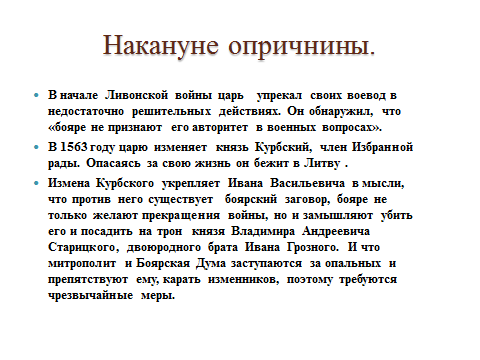 Накануне опричнины.
В начале Ливонской войны царь упрекал своих воевод в
недостаточно решительных действиях. Он обнаружил, что
«бояре не признают его авторитет в военных вопросах».
В 1563 году царю изменяет князь Курбский, член Избранной
рады. Опасаясь за свою жизнь он бежит в Литву .
Измена Курбского укрепляет Ивана Васильевича в мысли,
что против него существует боярский заговор, бояре не
только желают прекращения войны, но и замышляют убить
его и посадить на трон князя Владимира Андреевича
Старицкого, двоюродного брата Ивана Грозного. И что
митрополит и Боярская Дума заступаются за опальных и
препятствуют ему, карать изменников, поэтому требуются
чрезвычайные меры.